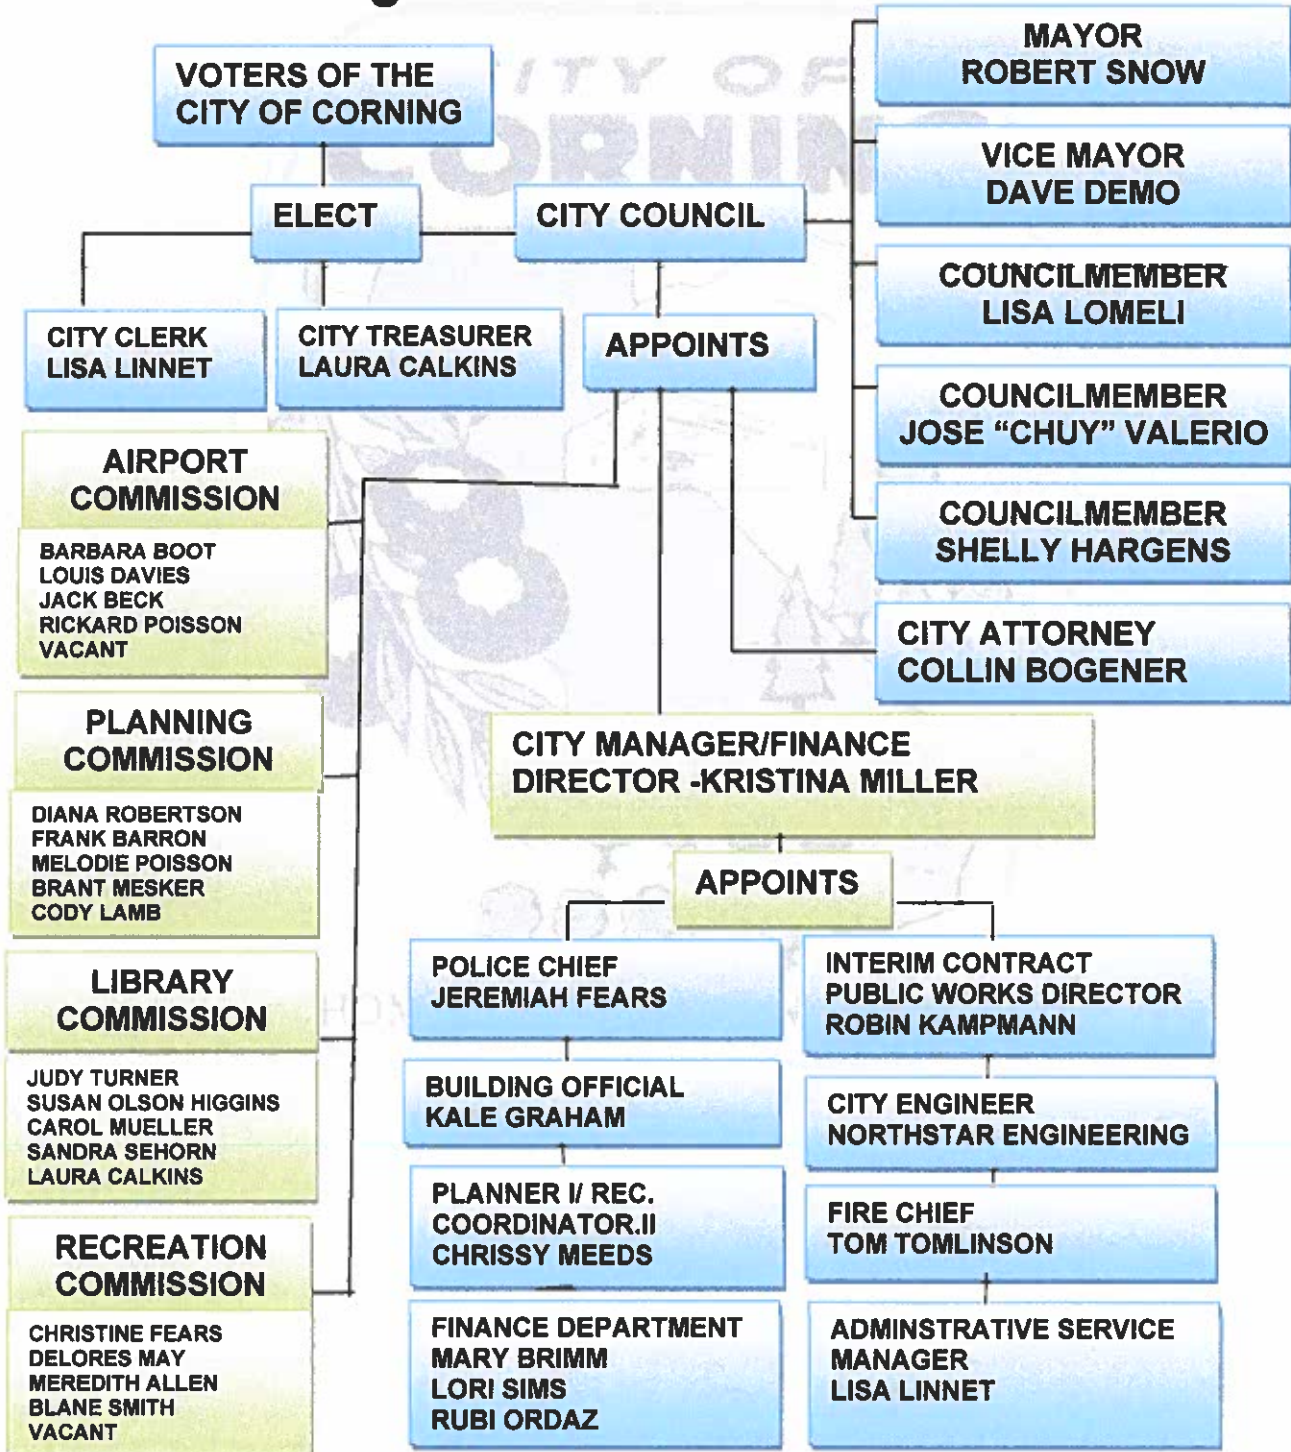 CITY OF
CORNING
VOTERS OF THE
CITY OF CORNING
ELECT
CITY COUNCIL
MAYOR
ROBERT SNOW
VICE MAYOR
DAVE DEMO
COUNCILMEMBER
LISA LOMELI
COUNCILMEMBER
JOSE “CHUY” VALERIO
COUNCILMEMBER
SHELLY HARGENS
CITY CLERK
LISA LINNET
CITY TREASURER
LAURA CALKINS
APPOINTS
CITY ATTORNEY
COLLIN BOGENER
AIRPORT
COMMISSION
BARBARA BOOT
LOUIS DAVIES
JACK BECK
RICKARD POISSON
VACANT
PLANNING
COMMISSION
DIANA ROBERTSON
FRANK BARRON
MELODIE POISSON
BRANT MESKER
CODY LAMB
LIBRARY
COMMISSION
JUDY TURNER
SUSAN OLSON HIGGINS
CAROL MUELLER
SANDRA SEHORN
LAURA CALKINS
RECREATION
COMMISSION
CHRISTINE FEARS
DELORES MAY
MEREDITH ALLEN
BLANE SMITH
VACANT
CITY MANAGER/FINANCE
DIRECTOR -KRISTINA MILLER
APPOINTS
POLICE CHIEF
JEREMIAH FEARS
BUILDING OFFICIAL
KALE GRAHAM
PLANNER I/ REC.
COORDINATOR.II
CHRISSY MEEDS
FINANCE DEPARTMENT
MARY BRIMM
LORI SIMS
RUBI ORDAZ
INTERIM CONTRACT
PUBLIC WORKS DIRECTOR
ROBIN KAMPMANN
CITY ENGINEER
NORTHSTAR ENGINEERING
FIRE CHIEF
TOM TOMLINSON
ADMINSTRATIVE SERVICE
MANAGER
LISA LINNET